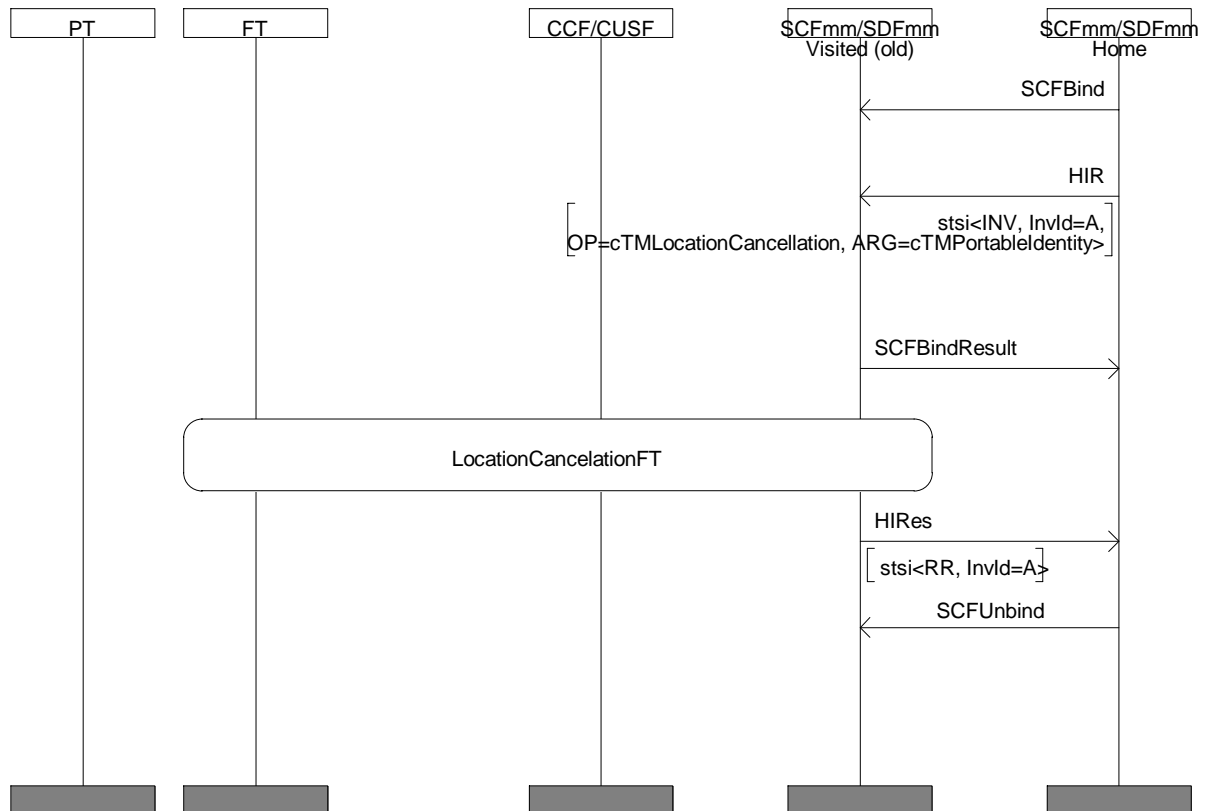 PT
FT
CCF/CUSF
SCFmm/SDFmm
Visited (old)
SCFmm/SDFmm
Home
SCFBind
HIR
stsi<INV, InvId=A,
OP=cTMLocationCancellation, ARG=cTMPortableIdentity>
SCFBindResult
LocationCancelationFT
HIRes
stsi<RR, InvId=A>
SCFUnbind